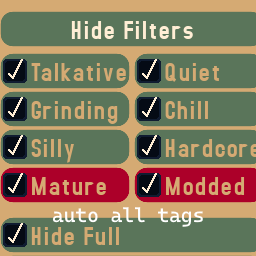 Hide Filters
Talkative Quiet
Grinding Chill
Silly Hardcore
Mature Modded
auto all tags
Hide Full